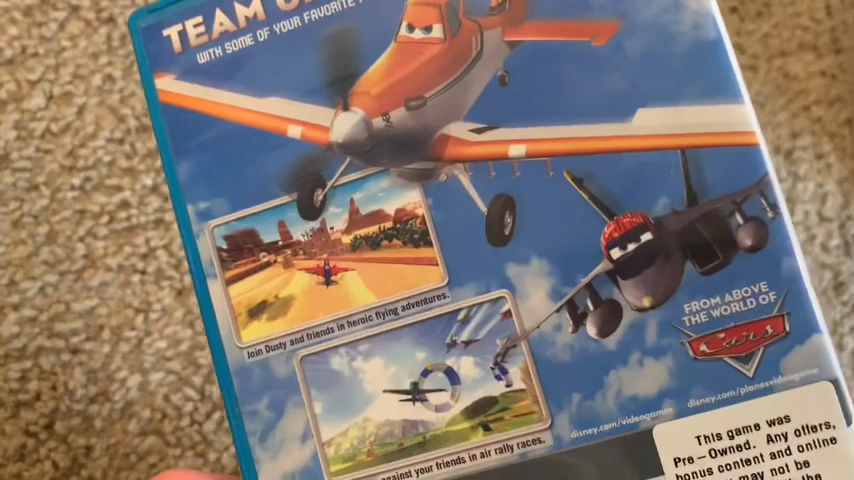 TEAM
WITH SOME OF YOUR FAVORITE
Join Dusty and friends in heroic flying adventures.
FROM ABOVE
THE WORLD OF
Cars
against your friends in air rally races.
disney.com/videogames
disney.com/planesvideogame
This game was
Pre-Owned. Any offers,
bonus content and online
may not be
the